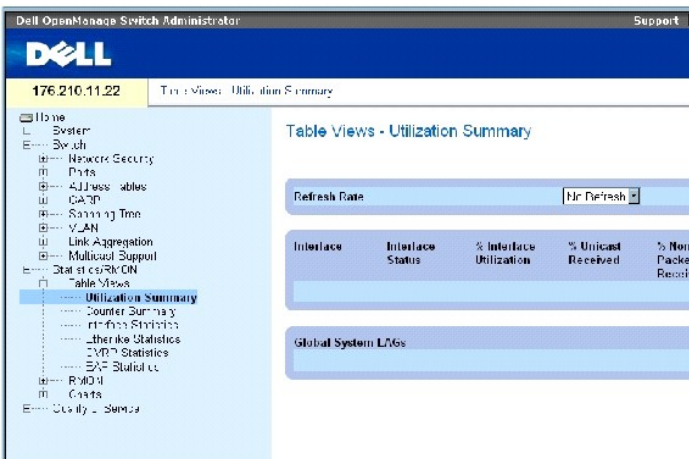 Dell OpenManage Switch Administrator
Support
DELL
176.210.11.22
Table Views - Utilization Summary
Home
System
Switch
Network Security
Ports
Address Tables
GARP
Spanning Tree
VLAN
Link Aggregation
Multicast Support
Statistics/RMON
Table Views
Utilization Summary
Counter Summary
Interface Statistics
Etherlike Statistics
GVRP Statistics
EAP Statistics
RMON
Charts
Quality of Service
Table Views - Utilization Summary
Refresh Rate
No Refresh
Interface
Interface Status
% Interface Utilization
% Unicast Received
% Non
Packe
Recei
Global System LAGs